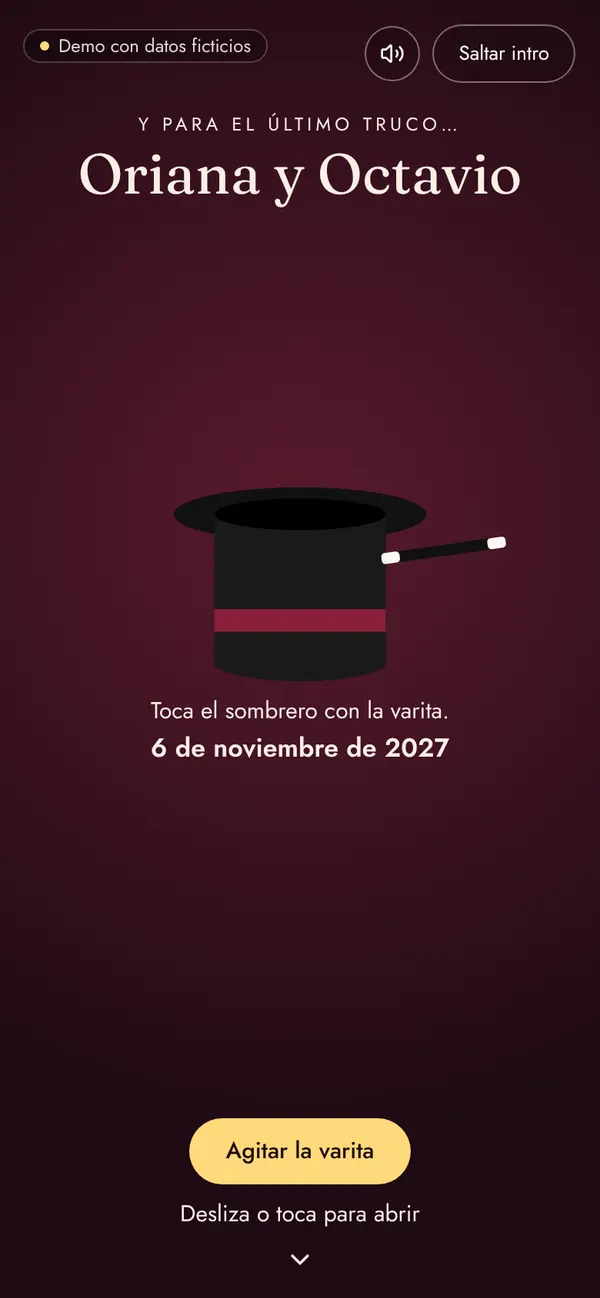 Demo con datos ficticios
Saltar intro
Y PARA EL ÚLTIMO TRUCO…
Oriana y Octavio
Toca el sombrero con la varita.
6 de noviembre de 2027
Agitar la varita
Desliza o toca para abrir